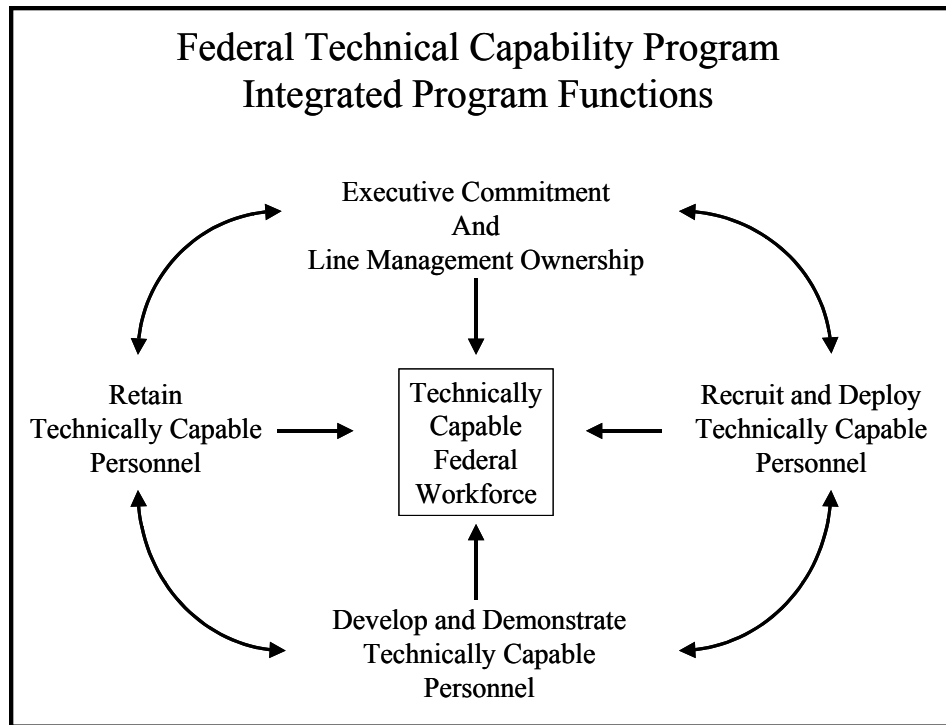 Federal Technical Capability Program
Integrated Program Functions
Executive Commitment
And
Line Management Ownership
Retain
Technically Capable
Personnel
Technically
Capable
Federal
Workforce
Recruit and Deploy
Technically Capable
Personnel
Develop and Demonstrate
Technically Capable
Personnel